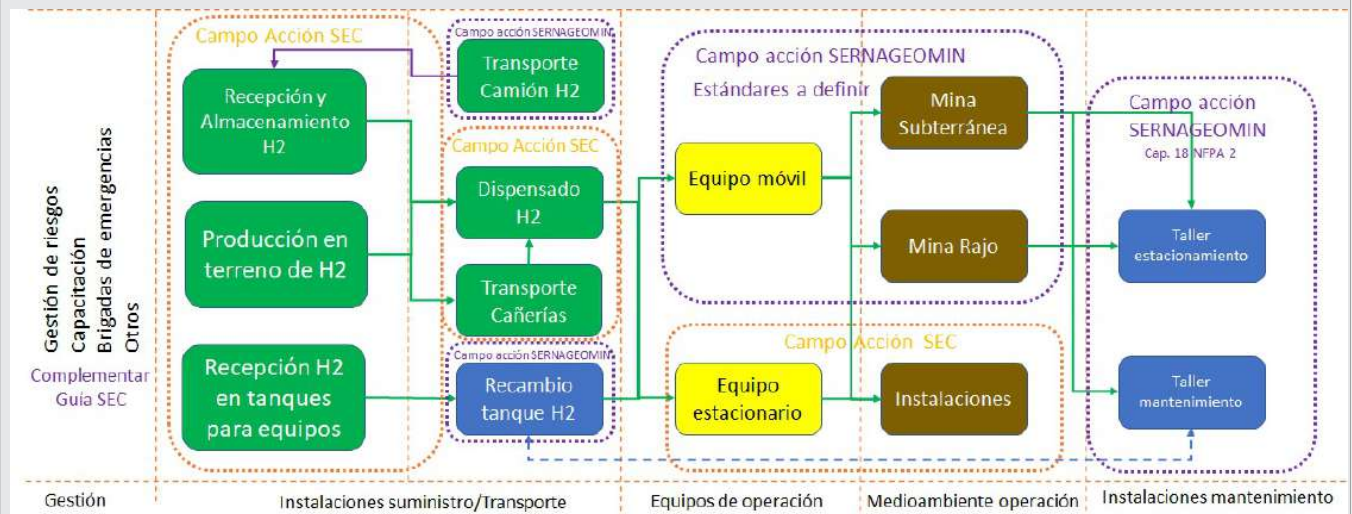 Gestión de riesgos
Capacitación
Brigadas de emergencias
Otros
Complementar
Guía SEC
Campo Acción SEC
Recepción y
Almacenamiento
H2
Producción en
terreno de H2
Recepción H2
en tanques
para equipos
Campo acción SERNAGEOMIN
Transporte
Camión H2
Campo Acción SEC
Dispensado
H2
Transporte
Cañerías
Campo acción SERNAGEOMIN
Recambio
tanque H2
Campo acción SERNAGEOMIN
Estándares a definir
Equipo móvil
Mina
Subterránea
Mina Rajo
Campo Acción SEC
Equipo
estacionario
Instalaciones
Campo acción
SERNAGEOMIN
Cap. 18 NFPA 2
Taller
estacionamiento
Taller
mantenimiento
Gestión
Instalaciones suministro/Transporte
Equipos de operación
Medioambiente operación
Instalaciones mantenimiento